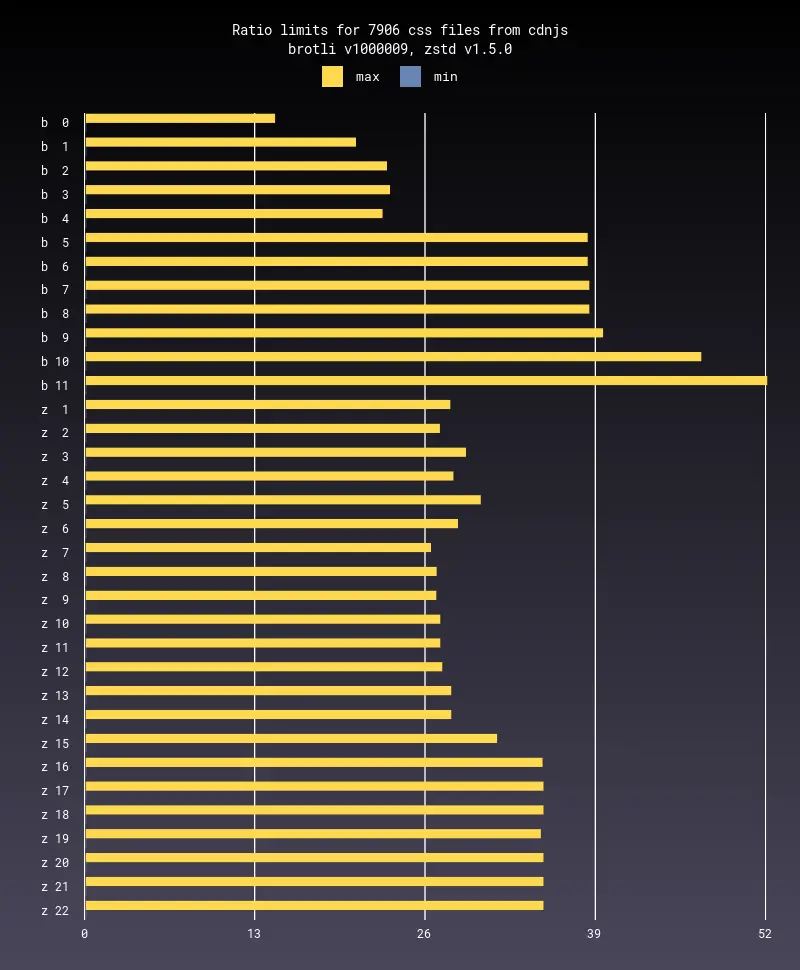 Ratio limits for 7906 css files from cdnjs
brotli v1000009, zstd v1.5.0
max min
b 0
b 1
b 2
b 3
b 4
b 5
b 6
b 7
b 8
b 9
b 10
b 11
z 1
z 2
z 3
z 4
z 5
z 6
z 7
z 8
z 9
z 10
z 11
z 12
z 13
z 14
z 15
z 16
z 17
z 18
z 19
z 20
z 21
z 22
0 13 26 39 52